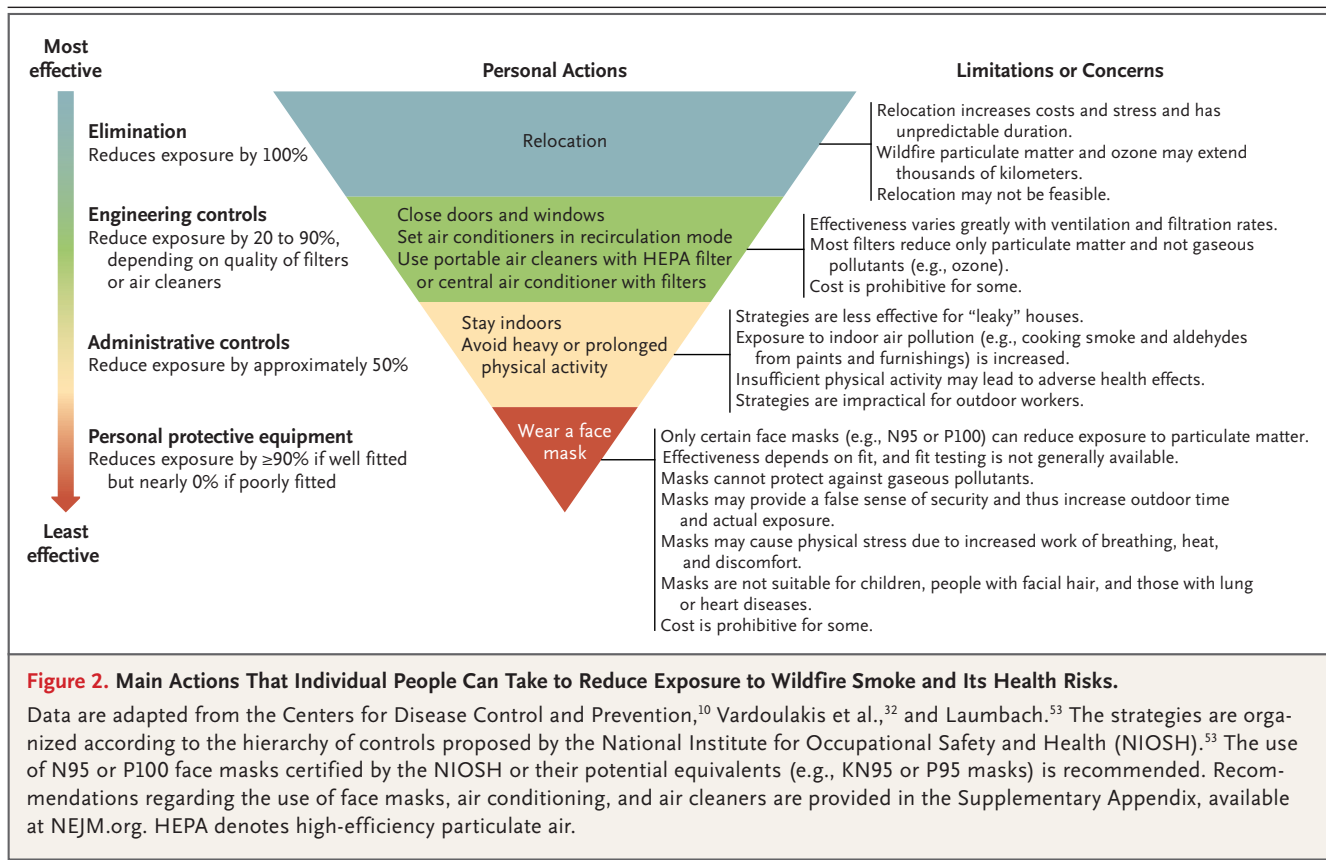 Most
effective
Personal Actions
Limitations or Concerns
Elimination
Reduces exposure by 100%
Relocation
Relocation increases costs and stress and has
unpredictable duration.
Wildfire particulate matter and ozone may extend
thousands of kilometers.
Relocation may not be feasible.
Engineering controls
Reduce exposure by 20 to 90%,
depending on quality of filters
or air cleaners
Close doors and windows
Set air conditioners in recirculation mode
Use portable air cleaners with HEPA filter
or central air conditioner with filters
Effectiveness varies greatly with ventilation and filtration rates.
Most filters reduce only particulate matter and not gaseous
pollutants (e.g., ozone).
Cost is prohibitive for some.
Administrative controls
Reduce exposure by approximately 50%
Stay indoors
Avoid heavy or prolonged
physical activity
Strategies are less effective for “leaky” houses.
Exposure to indoor air pollution (e.g., cooking smoke and aldehydes
from paints and furnishings) is increased.
Insufficient physical activity may lead to adverse health effects.
Strategies are impractical for outdoor workers.
Personal protective equipment
Reduces exposure by ≥90% if well fitted
but nearly 0% if poorly fitted
Wear a face
mask
Only certain face masks (e.g., N95 or P100) can reduce exposure to particulate matter.
Effectiveness depends on fit, and fit testing is not generally available.
Masks cannot protect against gaseous pollutants.
Masks may provide a false sense of security and thus increase outdoor time
and actual exposure.
Masks may cause physical stress due to increased work of breathing, heat,
and discomfort.
Masks are not suitable for children, people with facial hair, and those with lung
or heart diseases.
Cost is prohibitive for some.
Least
effective
Figure 2. Main Actions That Individual People Can Take to Reduce Exposure to Wildfire Smoke and Its Health Risks.
Data are adapted from the Centers for Disease Control and Prevention,¹⁰ Vardoulakis et al.,³² and Laumbach.⁵³ The strategies are orga-
nized according to the hierarchy of controls proposed by the National Institute for Occupational Safety and Health (NIOSH).⁵³ The use
of N95 or P100 face masks certified by the NIOSH or their potential equivalents (e.g., KN95 or P95 masks) is recommended. Recom-
mendations regarding the use of face masks, air conditioning, and air cleaners are provided in the Supplementary Appendix, available
at NEJM.org. HEPA denotes high-efficiency particulate air.